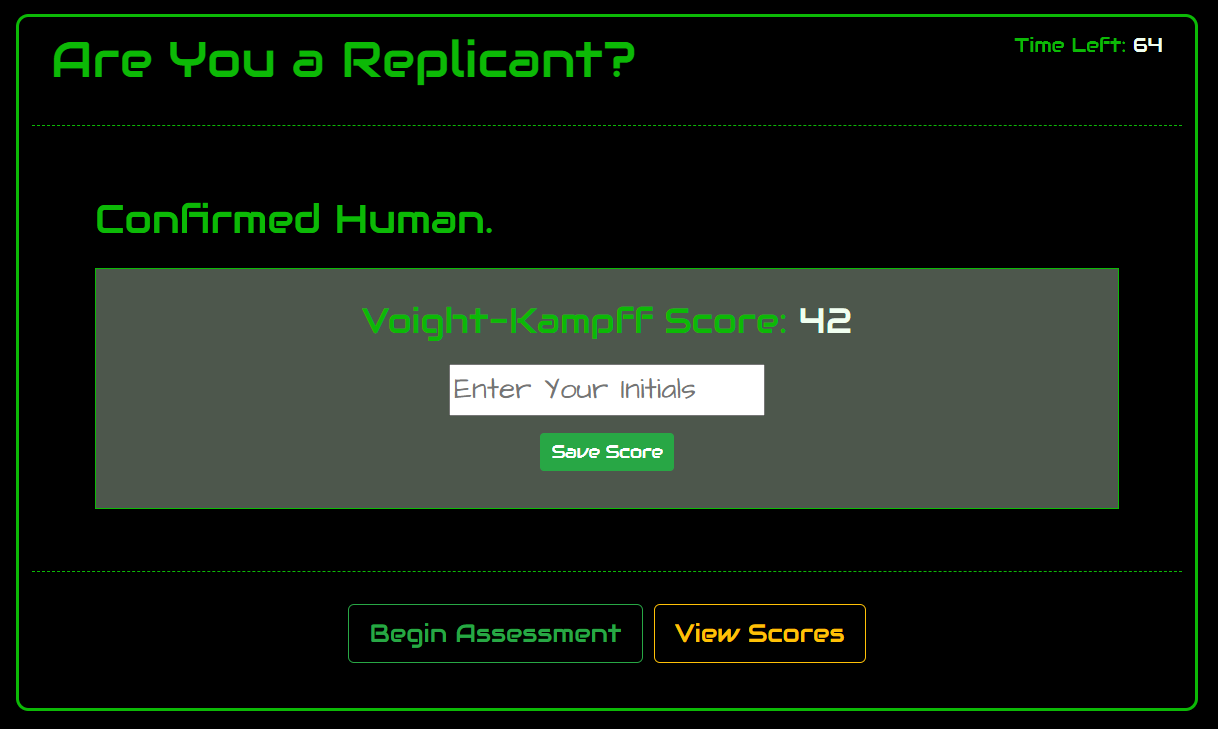 Are You a Replicant?
Time Left: 64
Confirmed Human.
Voight-Kampff Score: 42
Enter Your Initials
Save Score
Begin Assessment
View Scores